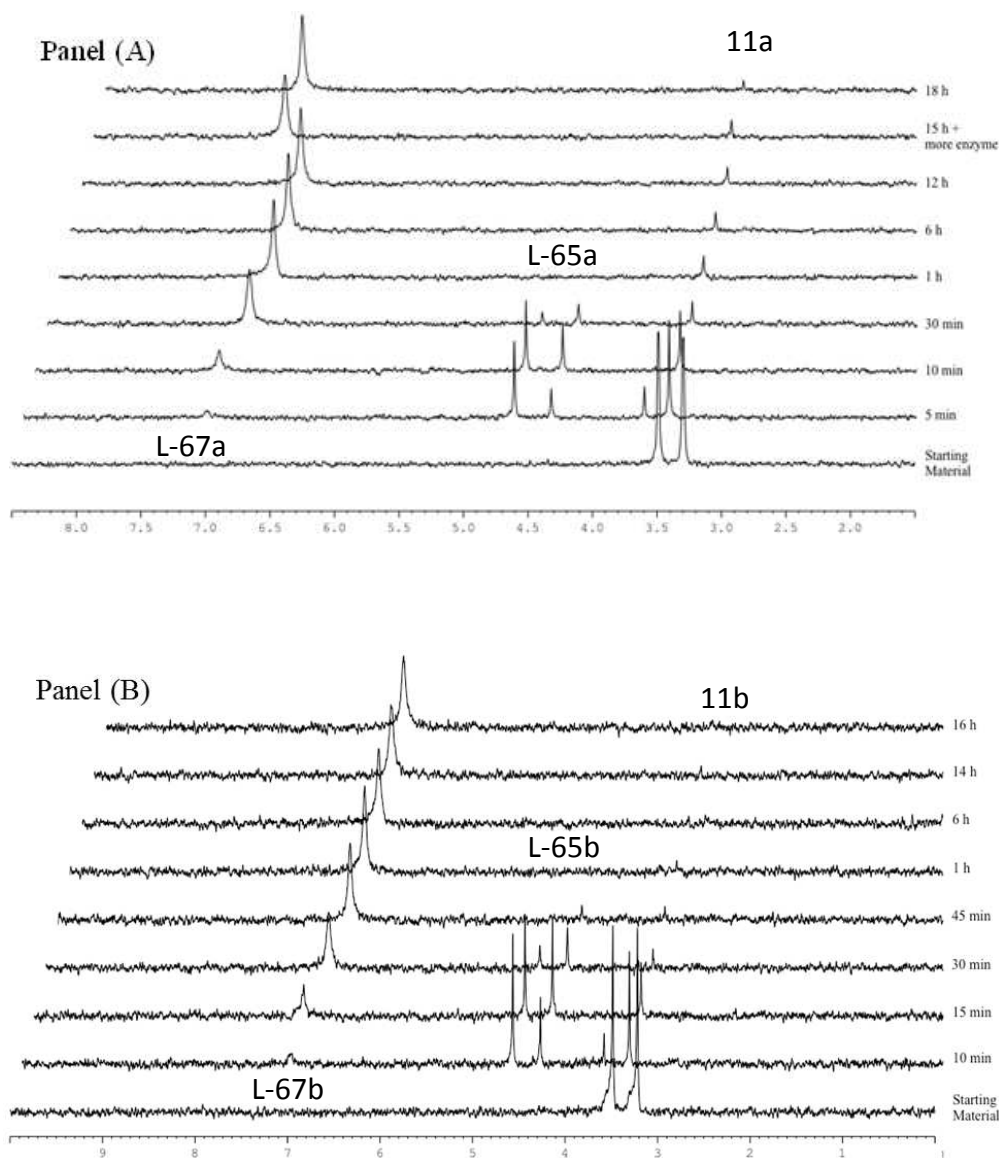 Panel (A)
11a
18 h
15 h +
more enzyme
12 h
6 h
L-65a
1 h
30 min
10 min
5 min
L-67a
Starting
Material
8.0 7.5 7.0 6.5 6.0 5.5 5.0 4.5 4.0 3.5 3.0 2.5 2.0
Panel (B)
11b
16 h
14 h
6 h
L-65b
1 h
45 min
30 min
15 min
10 min
L-67b
Starting
Material
9 8 7 6 5 4 3 2 1